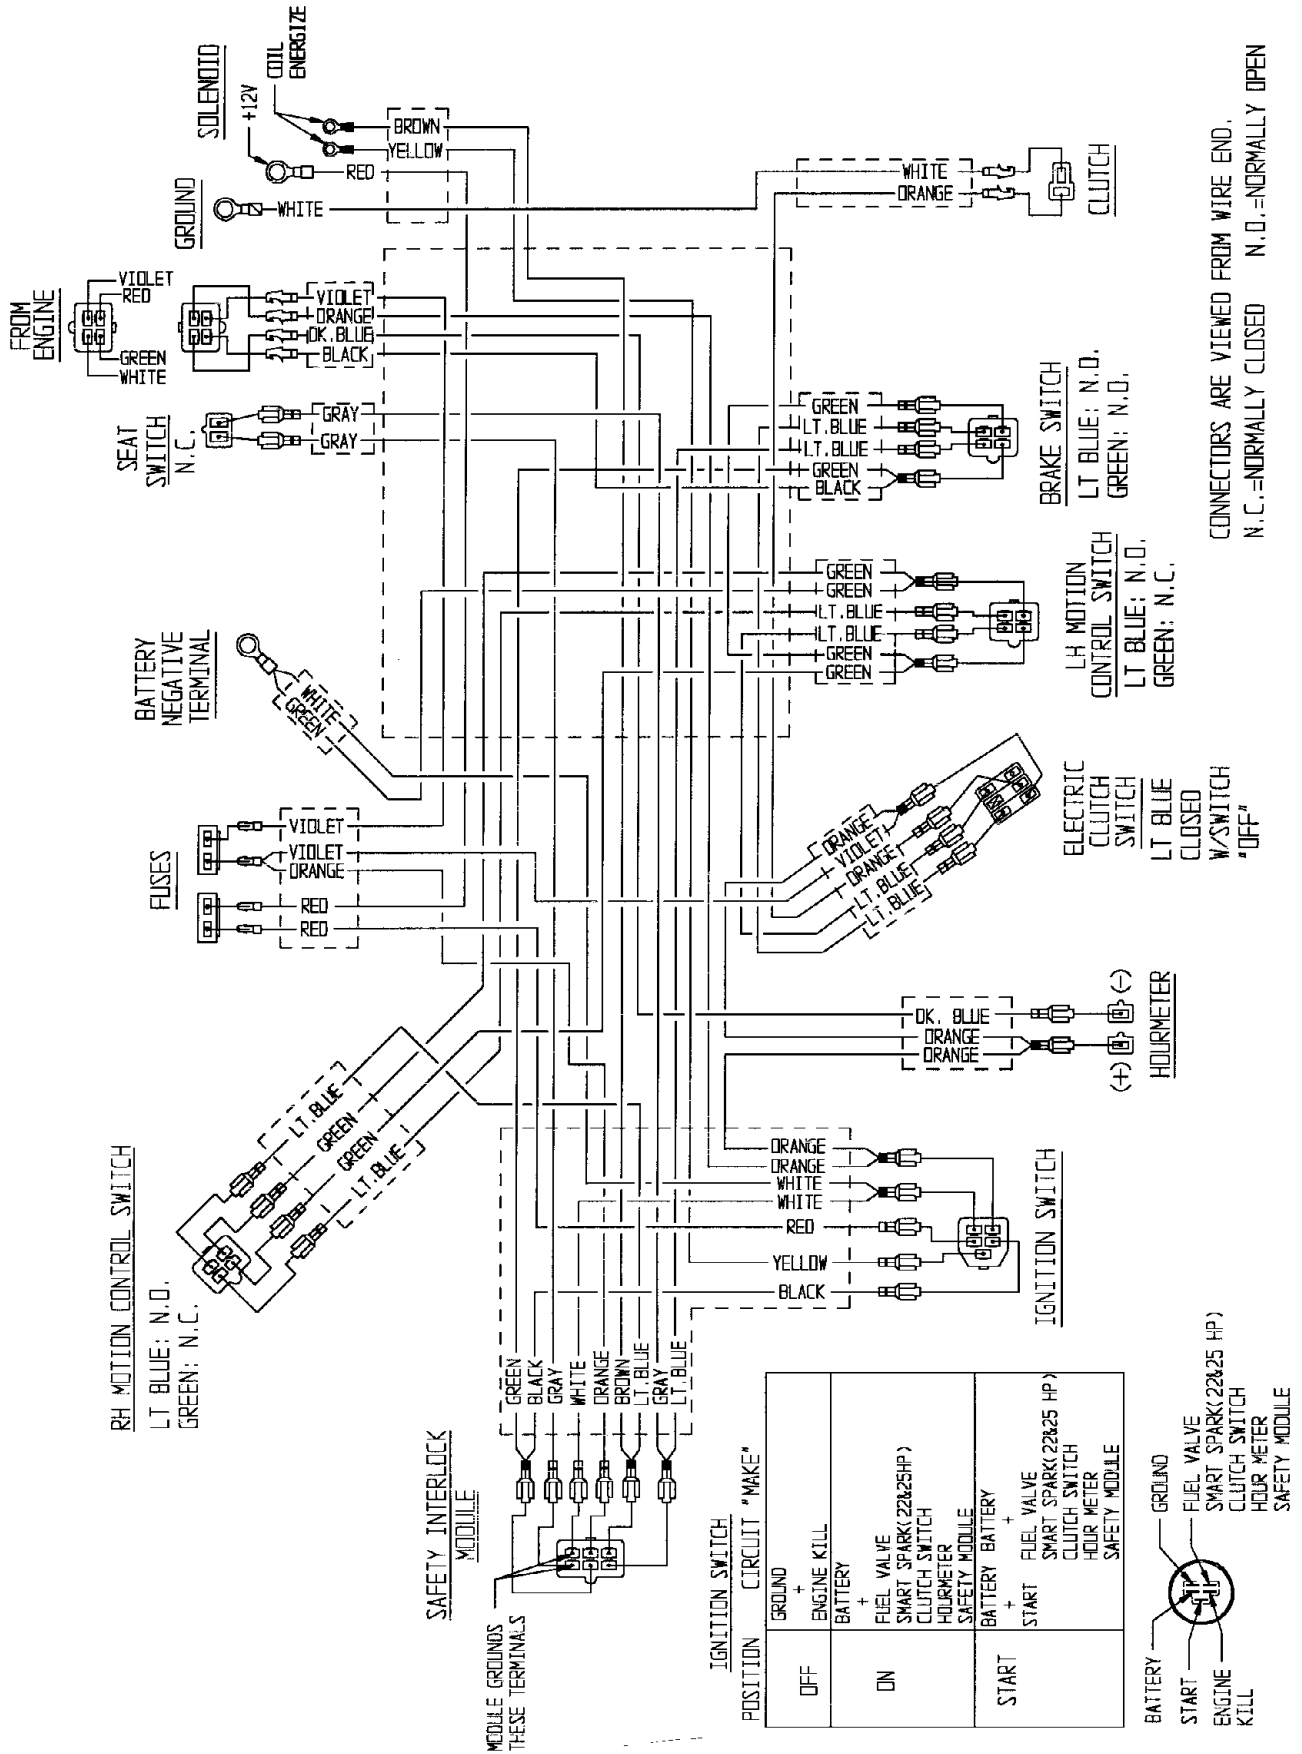 SOLENOID
+12V
COIL
ENERGIZE
BROWN
YELLOW
RED
GROUND
WHITE
WHITE
ORANGE
CLUTCH
FROM
ENGINE
VIOLET
RED
GREEN
WHITE
VIOLET
ORANGE
DK.BLUE
BLACK
SEAT
SWITCH
N.C.
GRAY
GRAY
GREEN
LT.BLUE
LT.BLUE
GREEN
BLACK
BRAKE SWITCH
LT BLUE: N.O.
GREEN: N.O.
BATTERY
NEGATIVE
TERMINAL
WHITE
GREEN
GREEN
GREEN
LT.BLUE
LT.BLUE
GREEN
GREEN
LH MOTION
CONTROL SWITCH
LT BLUE: N.O.
GREEN: N.C.
FUSES
VIOLET
VIOLET
ORANGE
RED
RED
ORANGE
VIOLET
ORANGE
LT.BLUE
LT.BLUE
ELECTRIC
CLUTCH
SWITCH
LT BLUE
CLOSED
W/SWITCH
"OFF"
DK. BLUE
ORANGE
ORANGE
(-)
(+)
HOURMETER
RH MOTION CONTROL SWITCH
LT BLUE: N.O.
GREEN: N.C.
LT.BLUE
GREEN
GREEN
LT.BLUE
ORANGE
ORANGE
WHITE
WHITE
RED
YELLOW
BLACK
IGNITION SWITCH
SAFETY INTERLOCK
MODULE
GREEN
BLACK
GRAY
WHITE
ORANGE
BROWN
LT.BLUE
GRAY
LT.BLUE
MODULE GROUNDS
THESE TERMINALS
IGNITION SWITCH
POSITION CIRCUIT "MAKE"
OFF
GROUND
+
ENGINE KILL
ON
BATTERY
+
FUEL VALVE
SMART SPARK(22&25HP)
CLUTCH SWITCH
HOURMETER
SAFETY MODULE
START
BATTERY BATTERY
+ +
START FUEL VALVE
SMART SPARK(22&25 HP)
CLUTCH SWITCH
HOUR METER
SAFETY MODULE
BATTERY
START
ENGINE
KILL
GROUND
FUEL VALVE
SMART SPARK(22&25 HP)
CLUTCH SWITCH
HOUR METER
SAFETY MODULE
CONNECTORS ARE VIEWED FROM WIRE END.
N.C.=NORMALLY CLOSED N.O.=NORMALLY OPEN